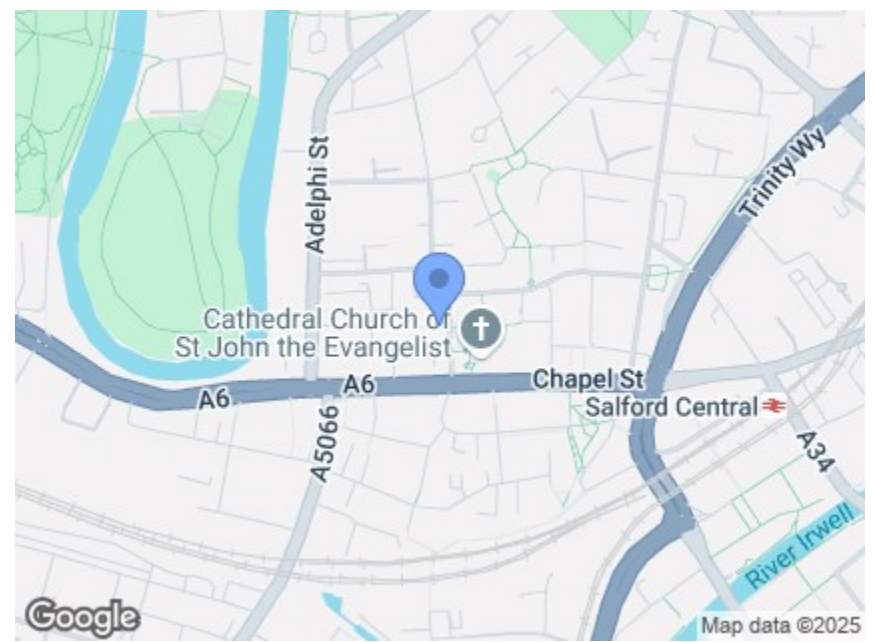 Adelphi St
Trinity Wy
Cathedral Church of
St John the Evangelist
Chapel St
A6
A6
Salford Central
A5066
A34
River Irwell
Google
Map data ©2025